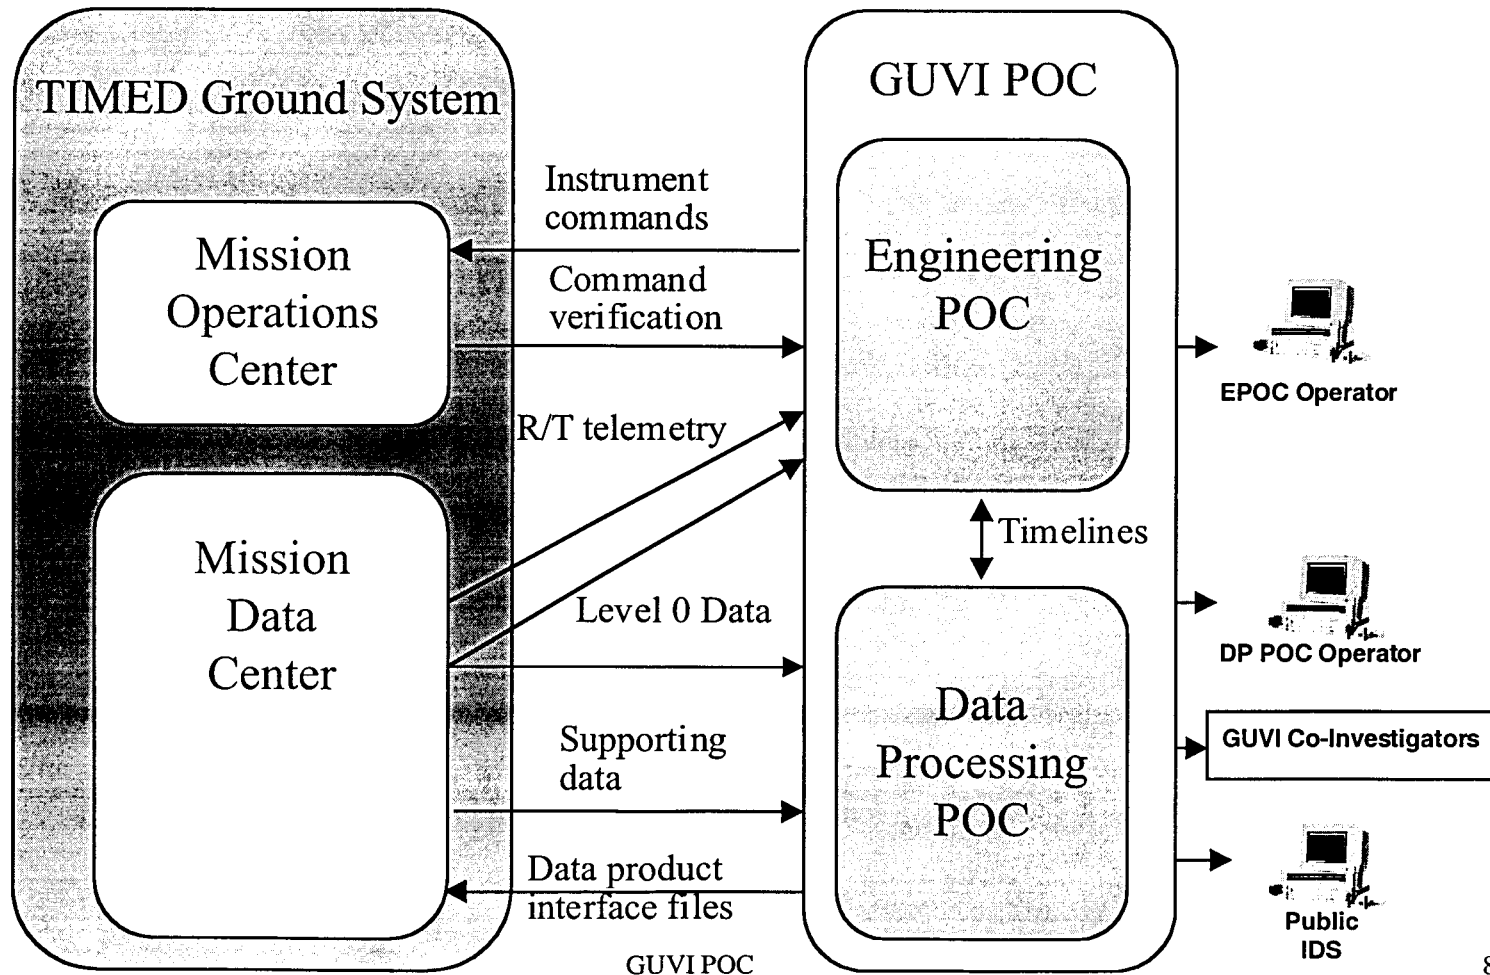 TIMED Ground System
Mission
Operations
Center
Mission
Data
Center
Instrument
commands
Command
verification
R/T telemetry
Level 0 Data
Supporting
data
Data product
interface files
GUVI POC
Engineering
POC
Timelines
Data
Processing
POC
EPOC Operator
DP POC Operator
GUVI Co-Investigators
Public
IDS
GUVI POC
8